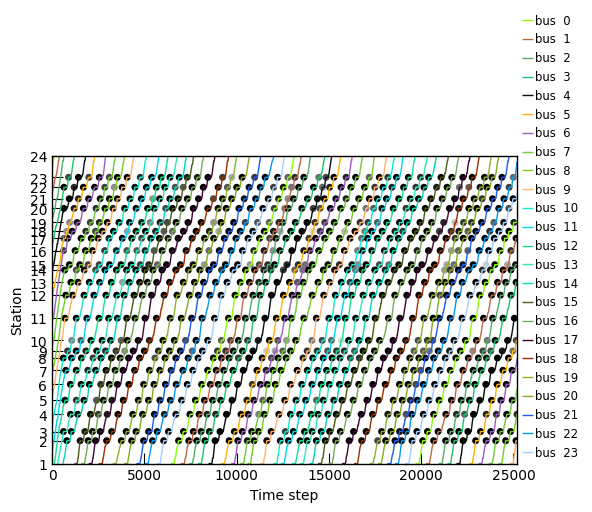 bus 0
bus 1
bus 2
bus 3
bus 4
bus 5
bus 6
bus 7
bus 8
bus 9
bus 10
bus 11
bus 12
bus 13
bus 14
bus 15
bus 16
bus 17
bus 18
bus 19
bus 20
bus 21
bus 22
bus 23
24
23
22
21
20
19
18
17
16
15
14
13
12
11
10
9
8
7
6
5
4
3
2
1
Station
0 5000 10000 15000 20000 25000
Time step